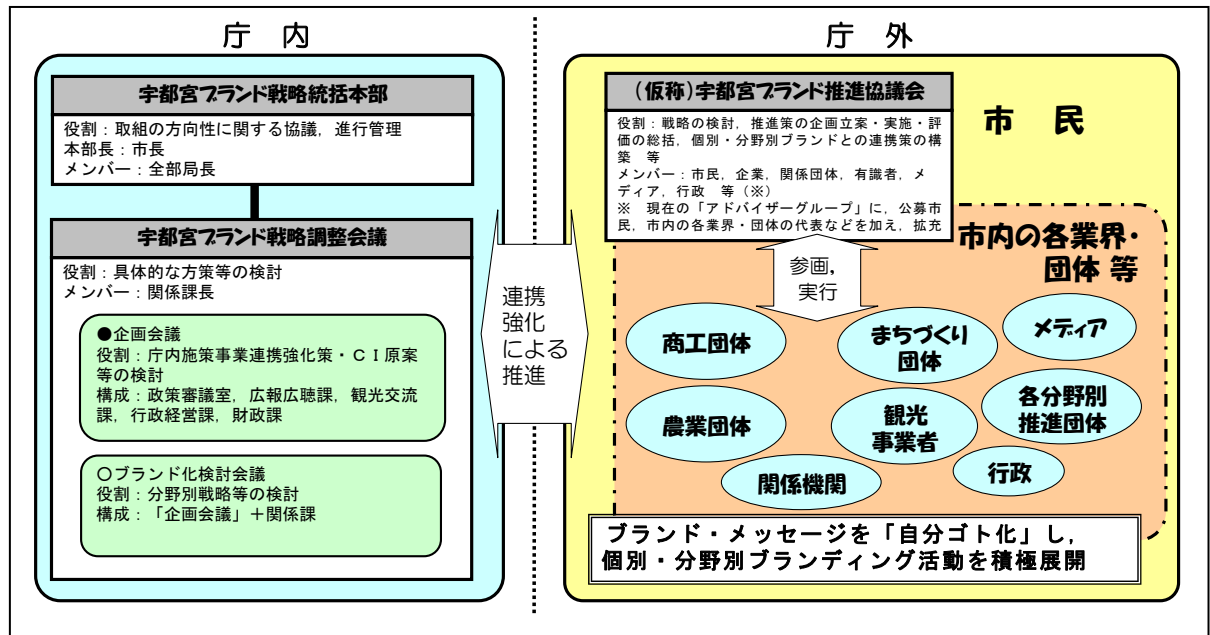 庁 内
宇都宮ブランド戦略統括本部
役割：取組の方向性に関する協議，進行管理
本部長：市長
メンバー：全部局長
宇都宮ブランド戦略調整会議
役割：具体的な方策等の検討
メンバー：関係課長
●企画会議
役割：庁内施策事業連携強化策・ＣＩ原案
等の検討
構成：政策審議室，広報広聴課，観光交流
課，行政経営課，財政課
○ブランド化検討会議
役割：分野別戦略等の検討
構成：「企画会議」＋関係課
連携
強化
による
推進
庁 外
（仮称）宇都宮ブランド推進協議会
役割：戦略の検討，推進策の企画立案・実施・評
価の総括，個別・分野別ブランドとの連携策の構
築 等
メンバー：市民，企業，関係団体，有識者，メ
ディア，行政 等（※）
※ 現在の「アドバイザーグループ」に，公募市
民，市内の各業界・団体の代表などを加え，拡充
市 民
市内の各業界・
団体 等
参画，
実行
商工団体
まちづくり
団体
メディア
農業団体
観光
事業者
各分野別
推進団体
関係機関
行政
ブランド・メッセージを「自分ゴト化」し，
個別・分野別ブランディング活動を積極展開